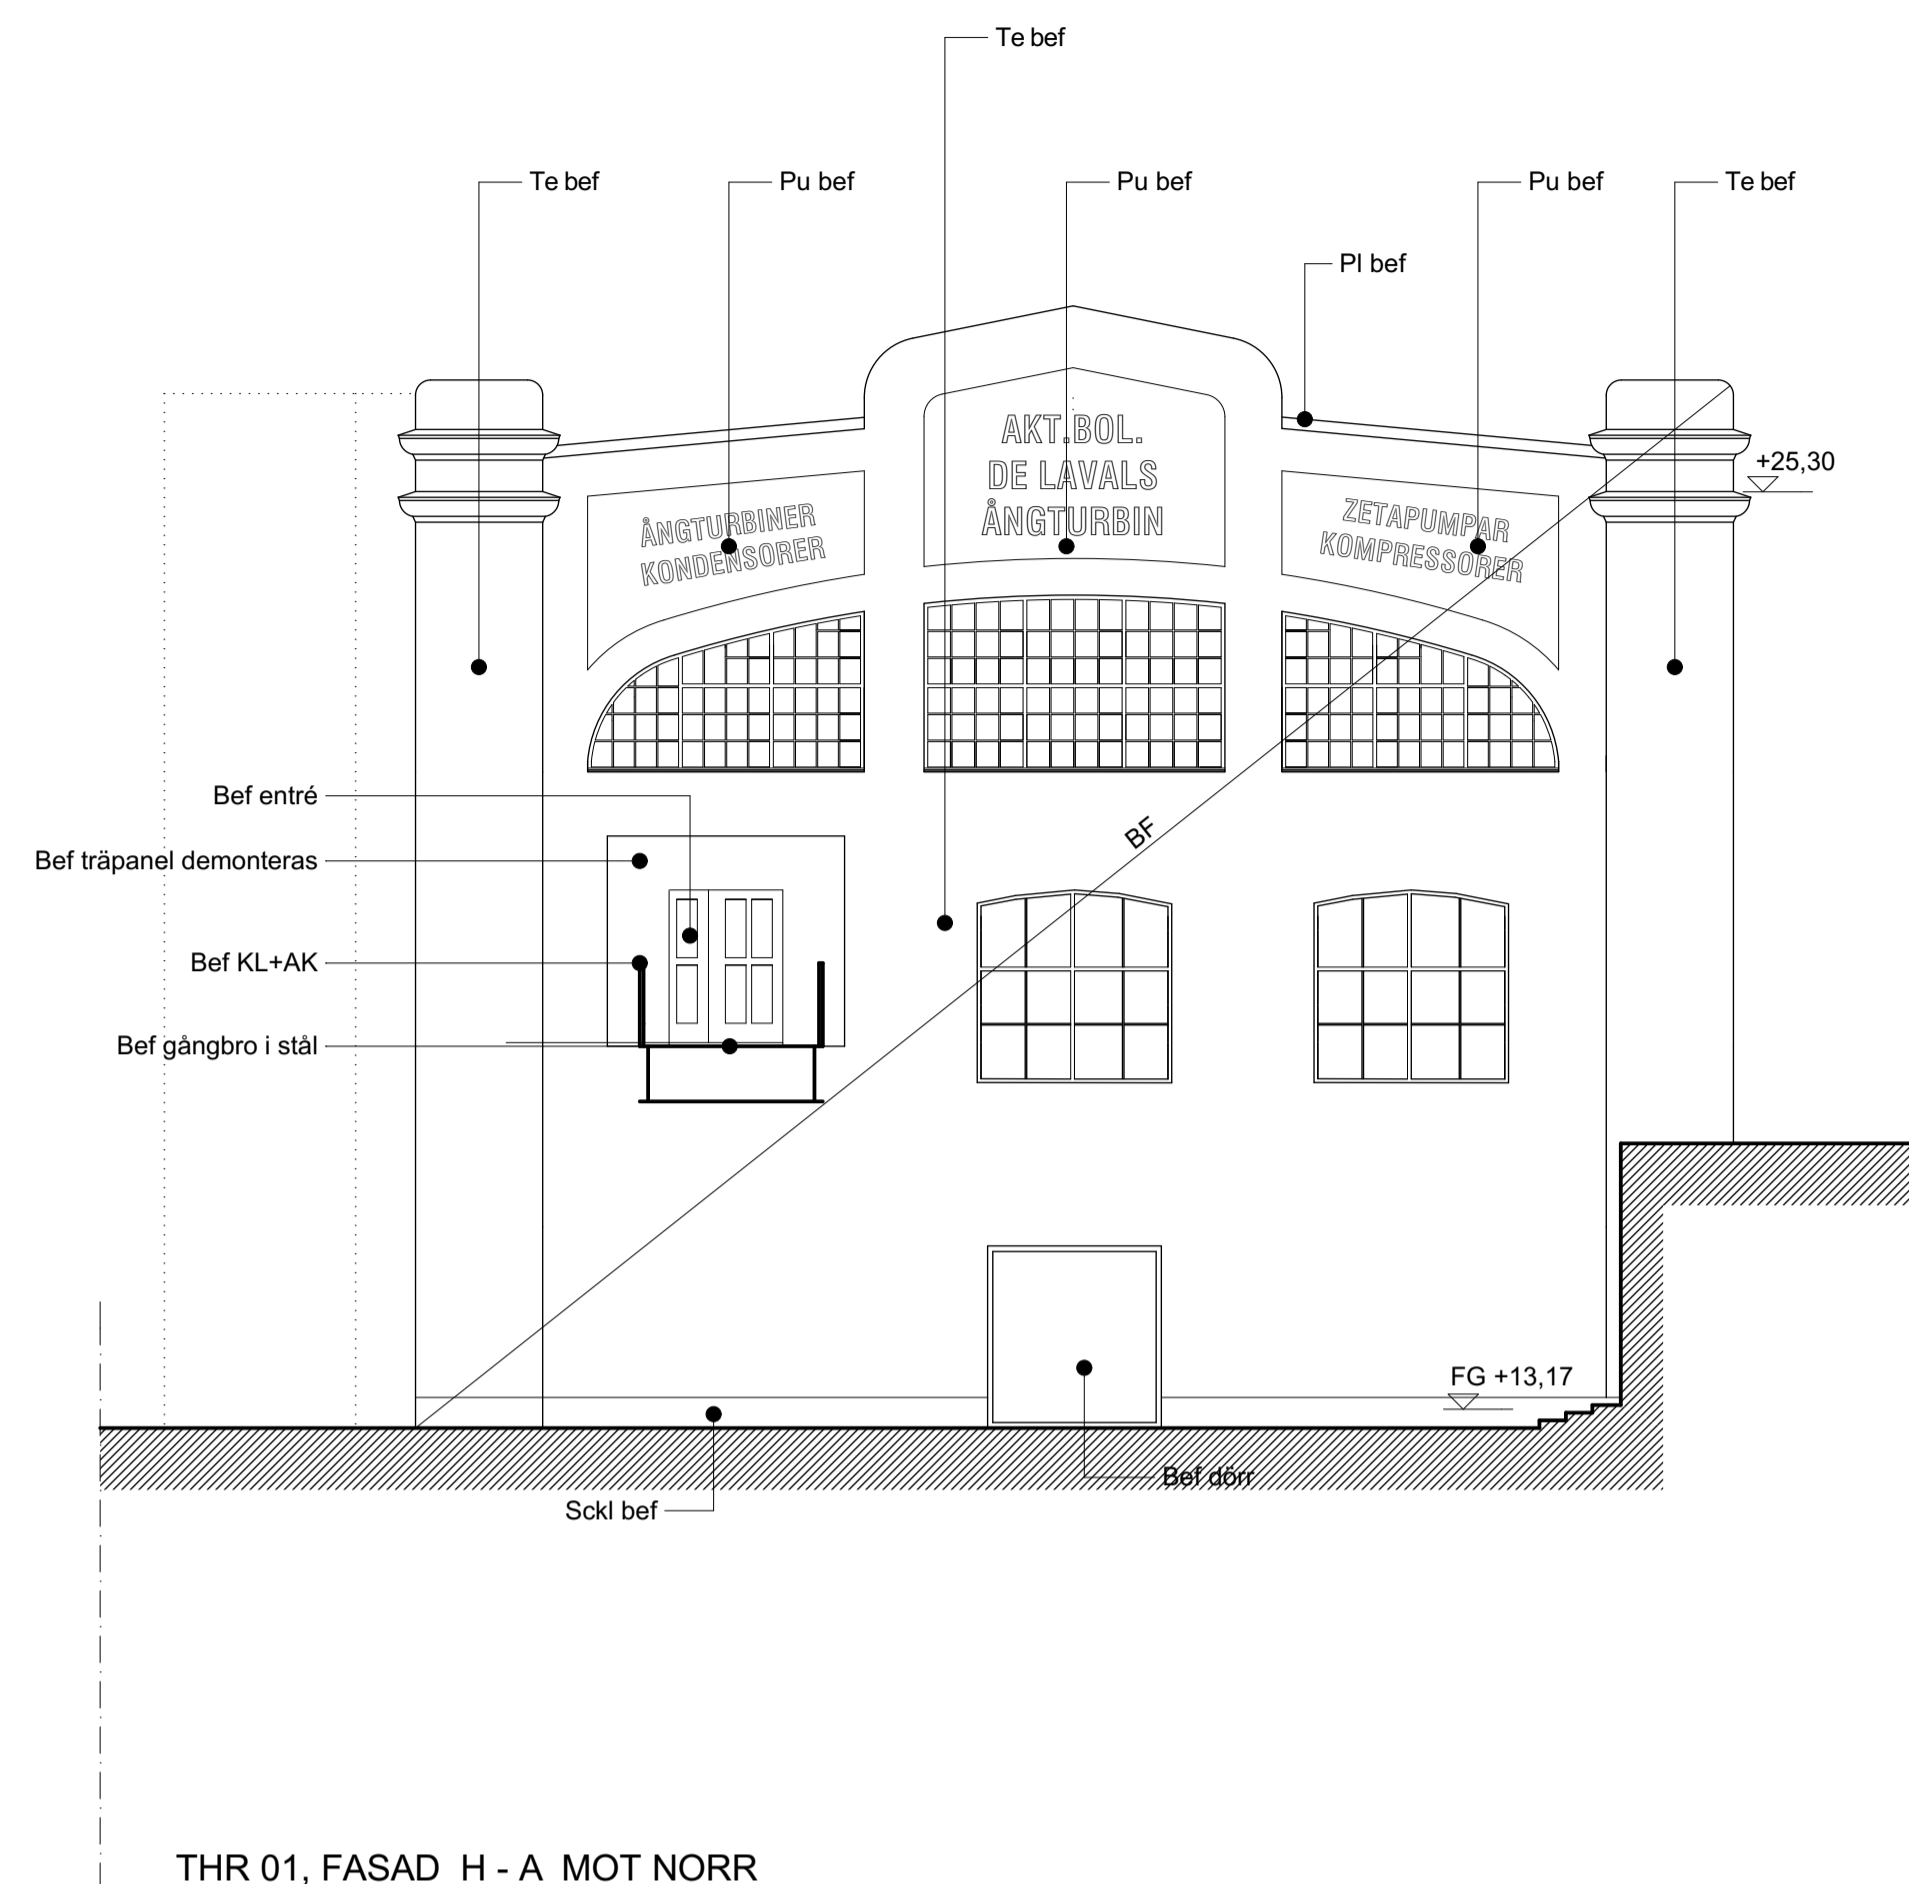 Te bef
Te bef
Pu bef
Pu bef
Pu bef
Te bef
Pl bef
AKT.BOL.
DE LAVALS
ÅNGTURBIN
+25,30
ÅNGTURBINER
KONDENSORER
ZETAPUMPAR
KOMPRESSORER
Bef entré
BF
Bef träpanel demonteras
Bef KL+AK
Bef gångbro i stål
FG +13,17
Bef dörr
Sckl bef
THR 01, FASAD H - A MOT NORR